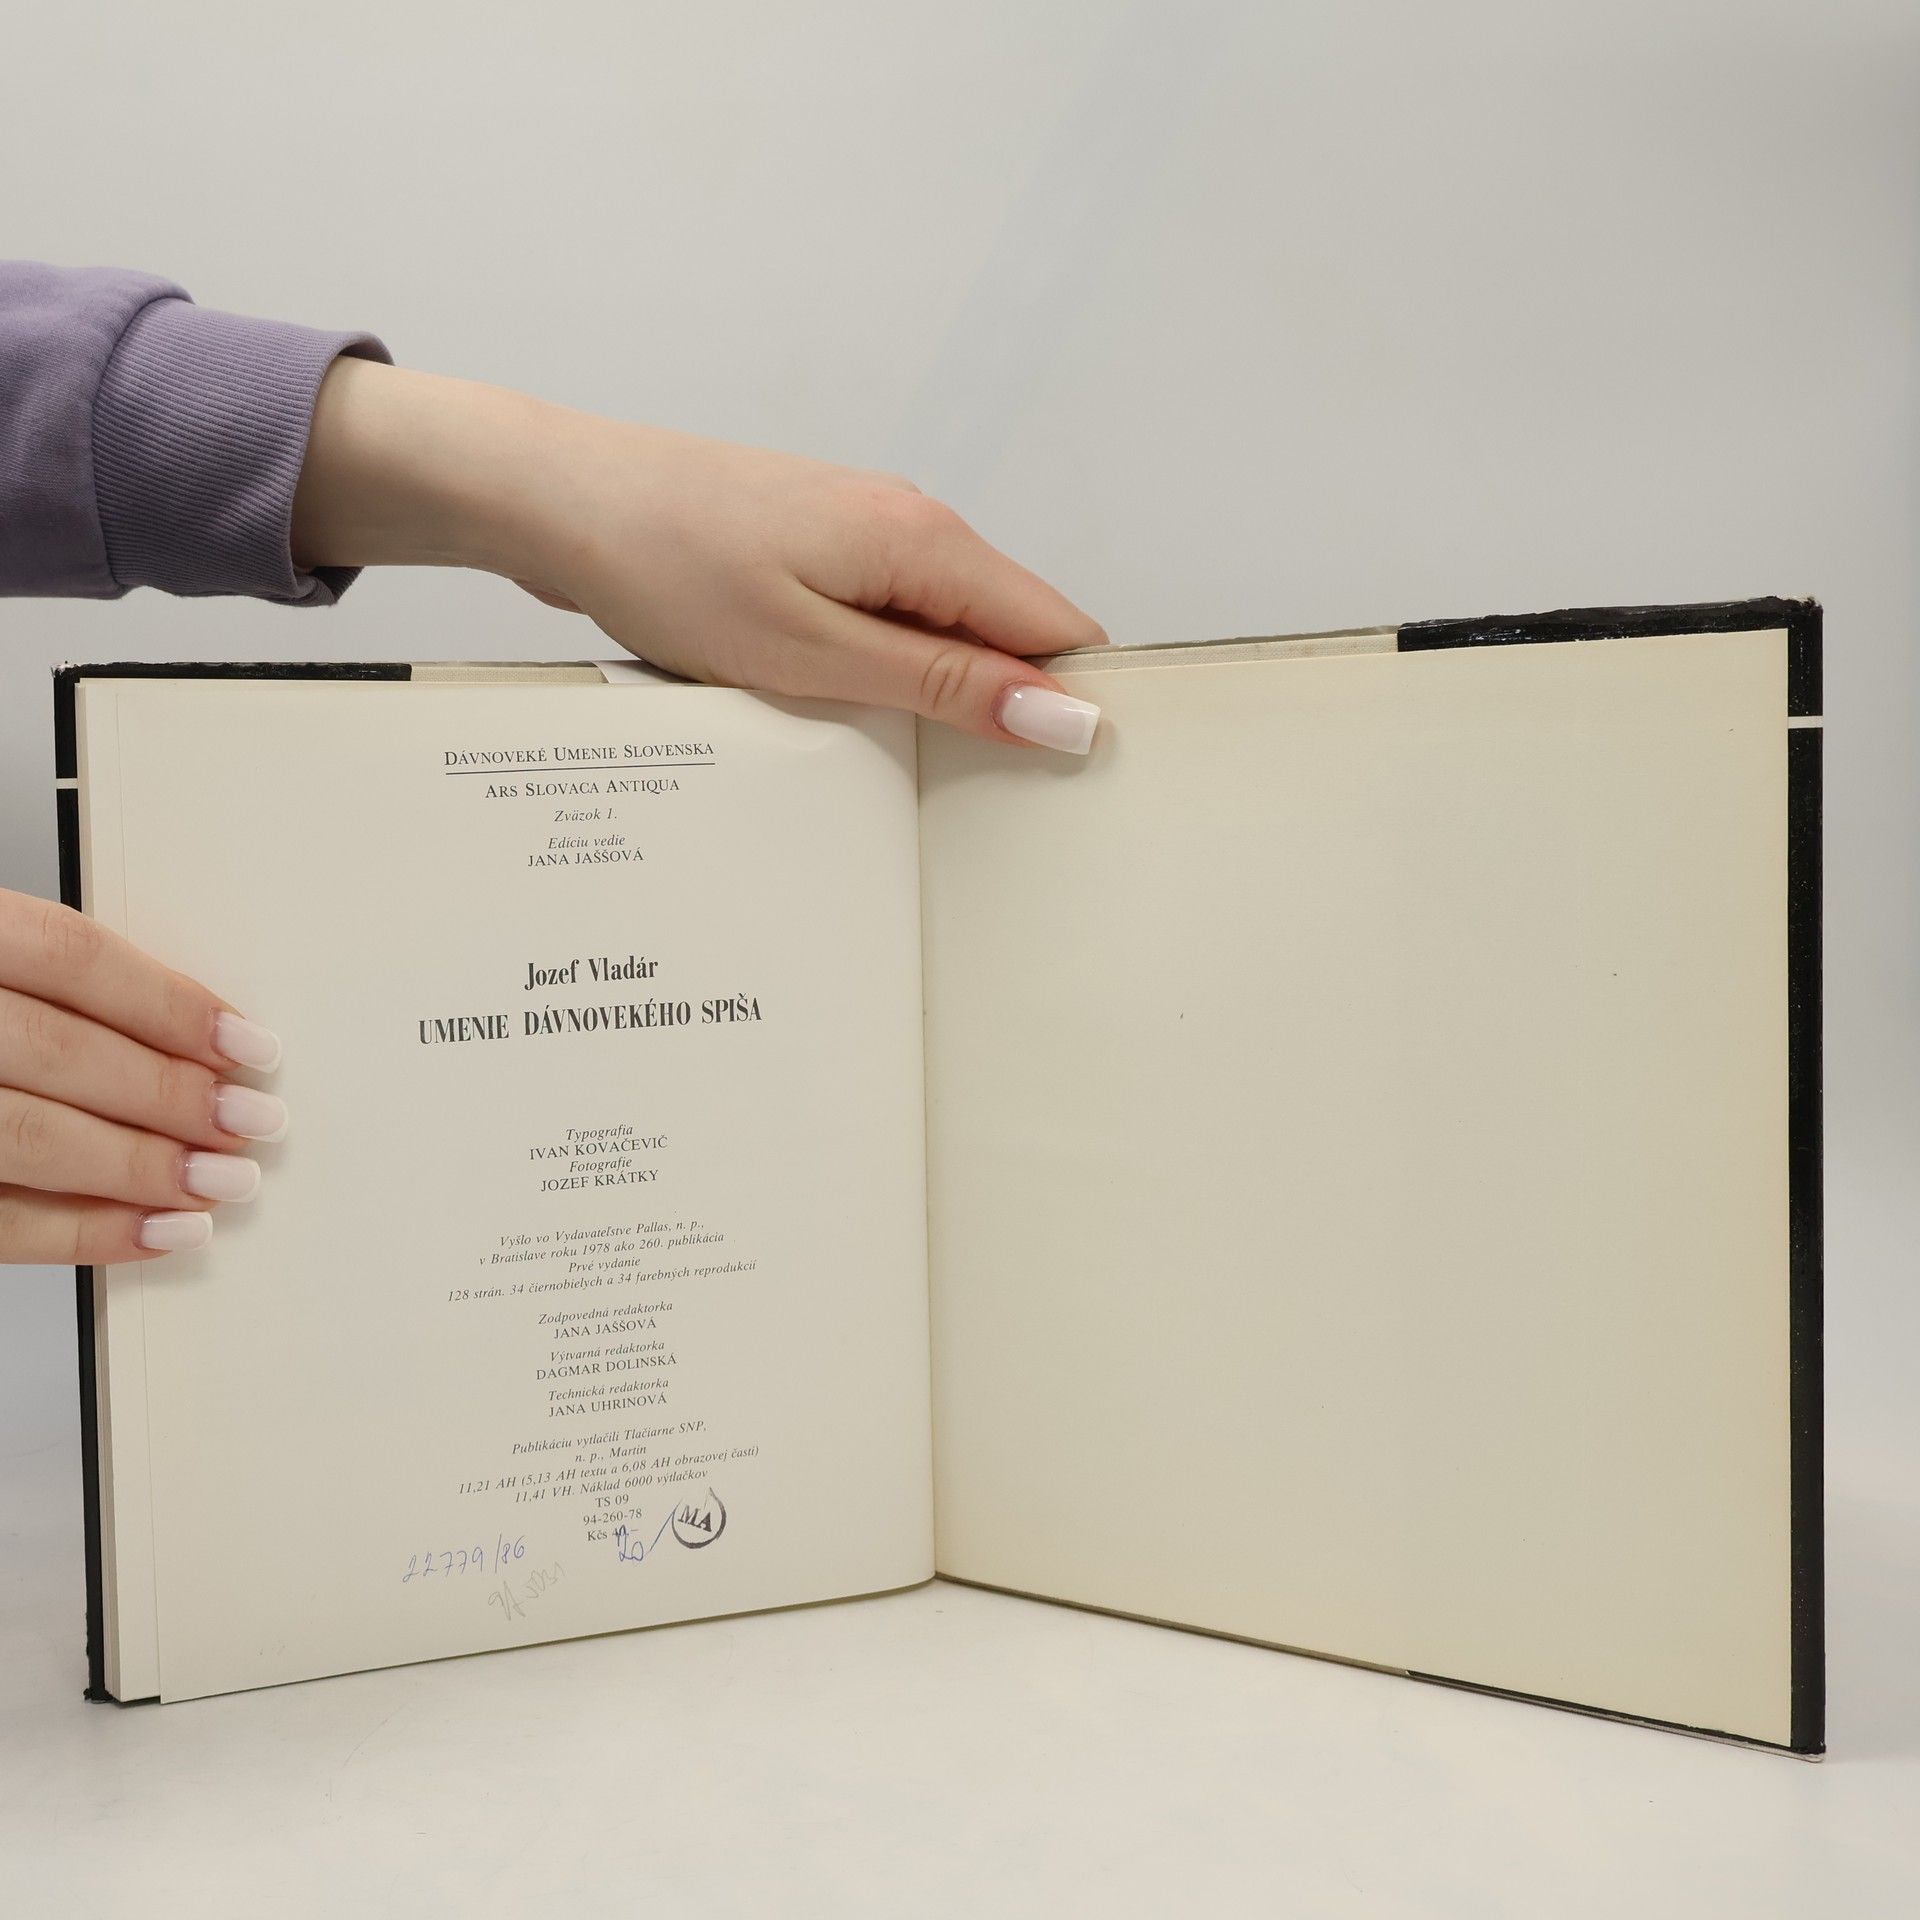 DÁVNOVEKÉ UMENIE SLOVENSKA
ARS SLOVACA ANTIQUA
Zväzok 1.
Edíciu vedie
JANA JAŠŠOVÁ
Jozef Vladár
UMENIE DÁVNOVEKÉHO SPIŠA
Typografia
IVAN KOVAČEVIČ
Fotografie
JOZEF KRÁTKY
Vyšlo vo Vydavateľstve Pallas, n. p.,
v Bratislave roku 1978 ako 260. publikácia
Prvé vydanie
128 strán. 34 čiernobielych a 34 farebných reprodukcií
Zodpovedná redaktorka
JANA JAŠŠOVÁ
Výtvarná redaktorka
DAGMAR DOLINSKÁ
Technická redaktorka
JANA UHRINOVÁ
Publikáciu vytlačili Tlačiarne SNP,
n. p., Martin
11,21 AH (5,13 AH textu a 6,08 AH obrazovej časti)
11,41 VH. Náklad 6000 výtlačkov
TS 09
94-260-78
Kčs
20
MA
22779/86